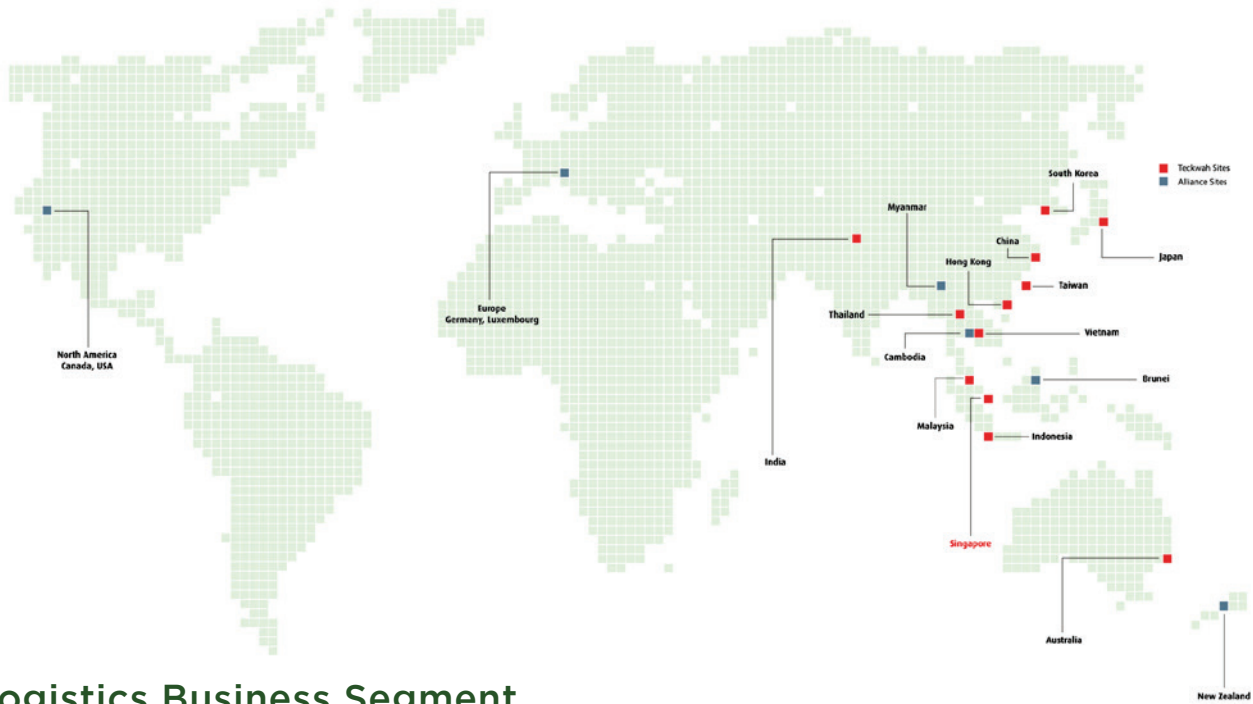 Teckwah Sites
Alliance Sites
South Korea
Myanmar
China
Japan
Hong Kong
Taiwan
Europe
Germany, Luxembourg
Thailand
Vietnam
North America
Canada, USA
Cambodia
Brunei
Malaysia
Indonesia
India
Singapore
Australia
ogistics Business Segment
New Zealand